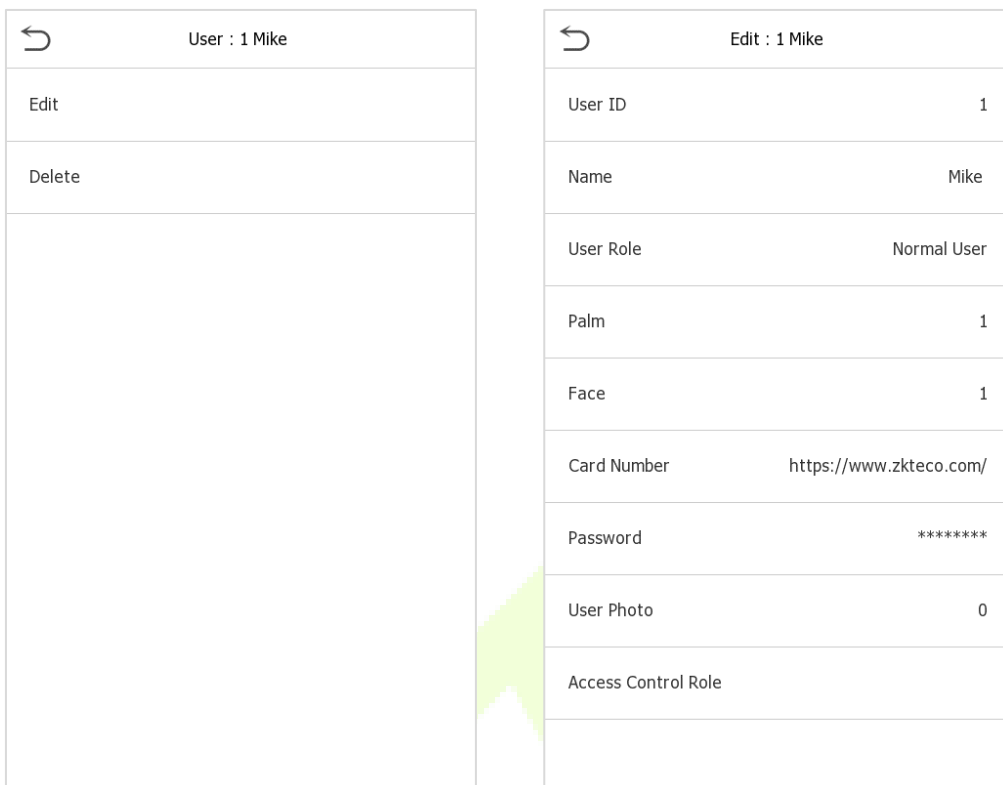 User : 1 Mike
Edit
Delete
Edit : 1 Mike
User ID 1
Name Mike
User Role Normal User
Palm 1
Face 1
Card Number https://www.zkteco.com/
Password ********
User Photo 0
Access Control Role